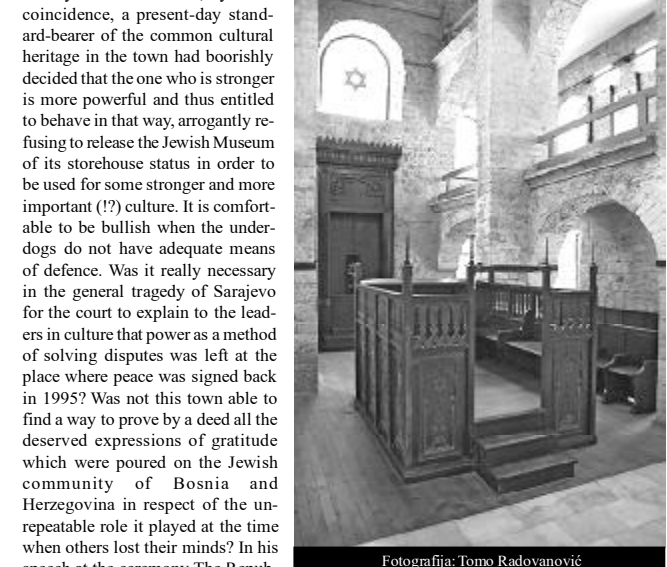 coincidence, a present-day stand-
ard-bearer of the common cultural
heritage in the town had boorishly
decided that the one who is stronger
is more powerful and thus entitled
to behave in that way, arrogantly re-
fusing to release the Jewish Museum
of its storehouse status in order to
be used for some stronger and more
important (!?) culture. It is comfort-
able to be bullish when the under-
dogs do not have adequate means
of defence. Was it really necessary
in the general tragedy of Sarajevo
for the court to explain to the lead-
ers in culture that power as a method
of solving disputes was left at the
place where peace was signed back
in 1995? Was not this town able to
find a way to prove by a deed all the
deserved expressions of gratitude
which were poured on the Jewish
community of Bosnia and
Herzegovina in respect of the un-
repeatable role it played at the time
when others lost their minds? In his
Fotografija: Tomo Radovanović